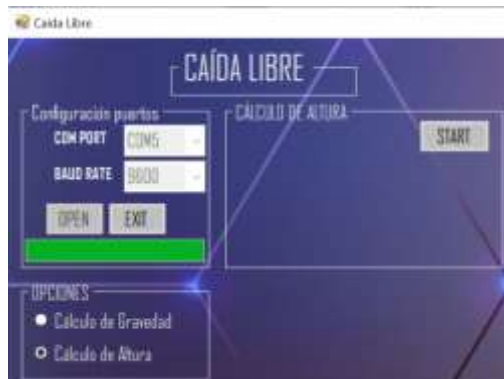 Caida Libre
CAÍDA LIBRE
Configuración puertos
COM PORT
COM5
BAUD RATE
9600
OPEN
EXIT
CÁLCULO DE ALTURA
START
OPCIONES
Cálculo de Gravedad
Cálculo de Altura